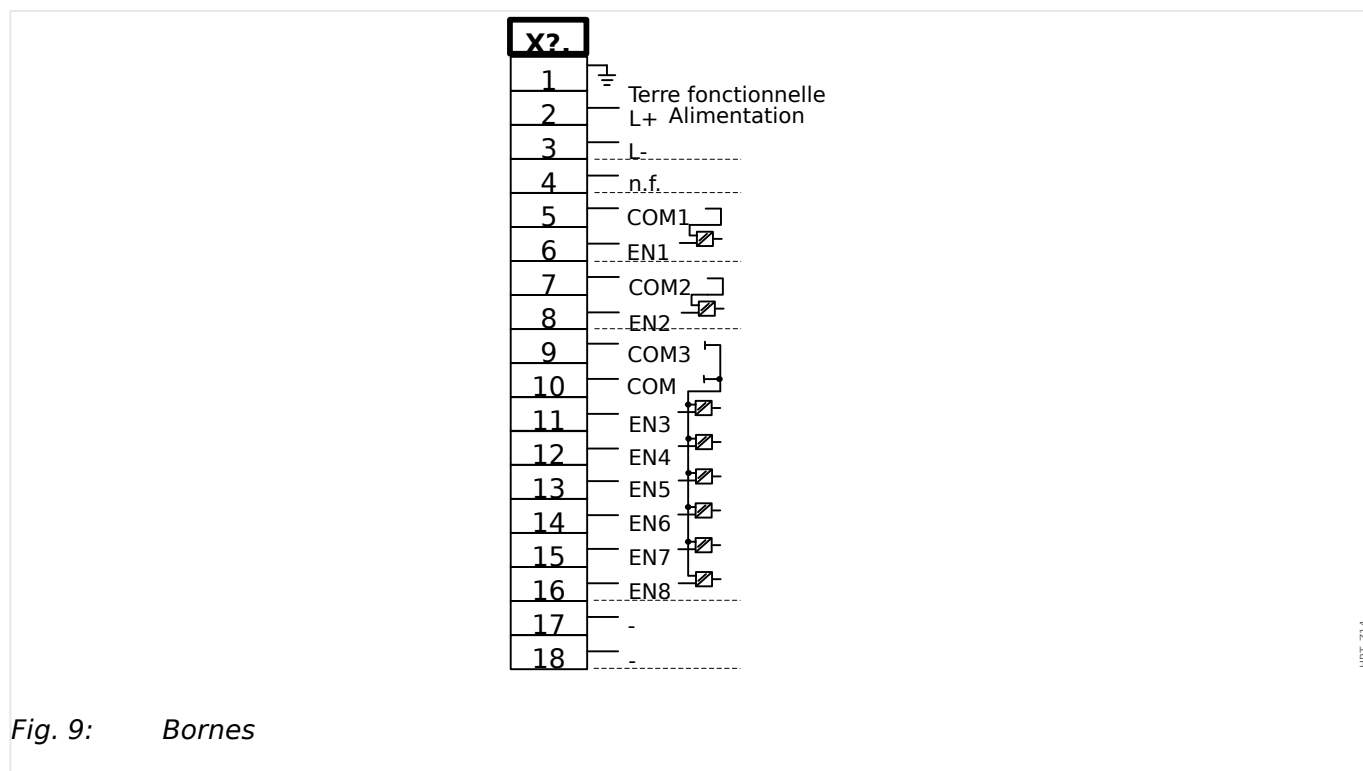 X?.
1
Terre fonctionnelle
2 L+ Alimentation
3 L-
4 n.f.
5 COM1
6 EN1
7 COM2
8 EN2
9 COM3
10 COM
11 EN3
12 EN4
13 EN5
14 EN6
15 EN7
16 EN8
17 -
18 -
Fig. 9: Bornes